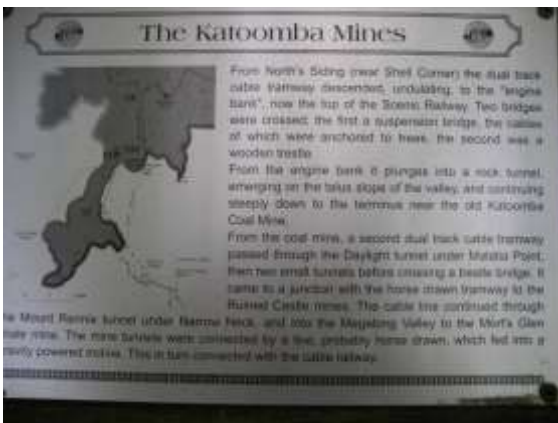 The Katoomba Mines
From North's Siding (near Shell Corner) the dual track
cable tramway descended, undulating, to the "engine
bank", now the top of the Scenic Railway. Two bridges
were crossed, the first a suspension bridge, the cables
of which were anchored to trees, the second was a
wooden trestle.
From the engine bank it plunges into a rock tunnel,
emerging on the talus slope of the valley, and continuing
steeply down to the terminus near the old Katoomba
Coal Mine.
From the coal mine, a second dual track cable tramway
passed through the Daylight tunnel under Malaita Point,
then two small tunnels before crossing a trestle bridge. It
came to a junction with the horse drawn tramway to the
Ruined Castle mines. The cable line continued through
the Mount Rennie tunnel under Narrow Neck, and into the Megalong Valley to the Mort's Glen
mine. The mine tunnels were connected by a line, probably horse drawn, which fed into a
powered incline. This in turn connected with the cable railway.